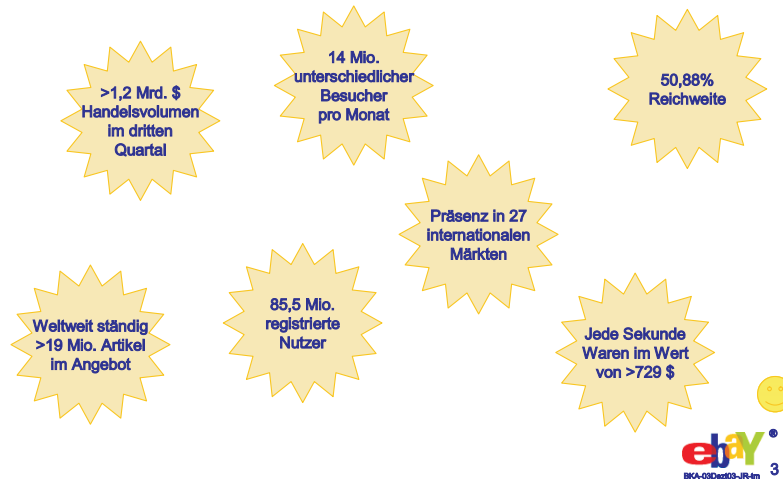 >1,2 Mrd. $
Handelsvolumen
im dritten
Quartal
14 Mio.
unterschiedlicher
Besucher
pro Monat
50,88%
Reichweite
Präsenz in 27
internationalen
Märkten
Weltweit ständig
>19 Mio. Artikel
im Angebot
85,5 Mio.
registrierte
Nutzer
Jede Sekunde
Waren im Wert
von >729 $
ebaY®
BKA-03Dez03-JR-lm
3